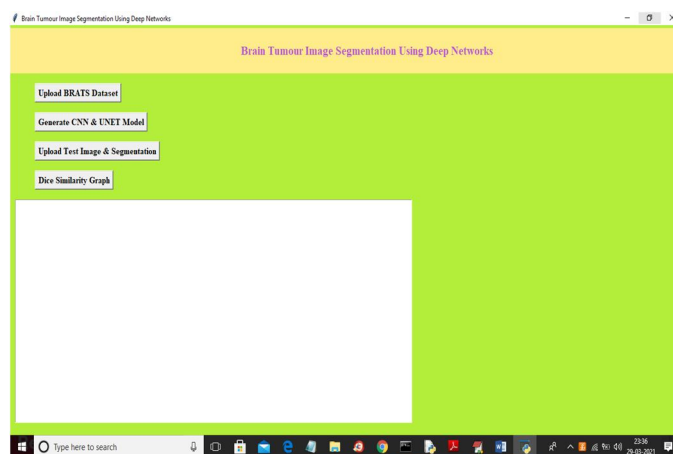 Brain Tumour Image Segmentation Using Deep Networks
Brain Tumour Image Segmentation Using Deep Networks
Upload BRATS Dataset
Generate CNN & UNET Model
Upload Test Image & Segmentation
Dice Similarity Graph
Type here to search
23:36
29-03-2021